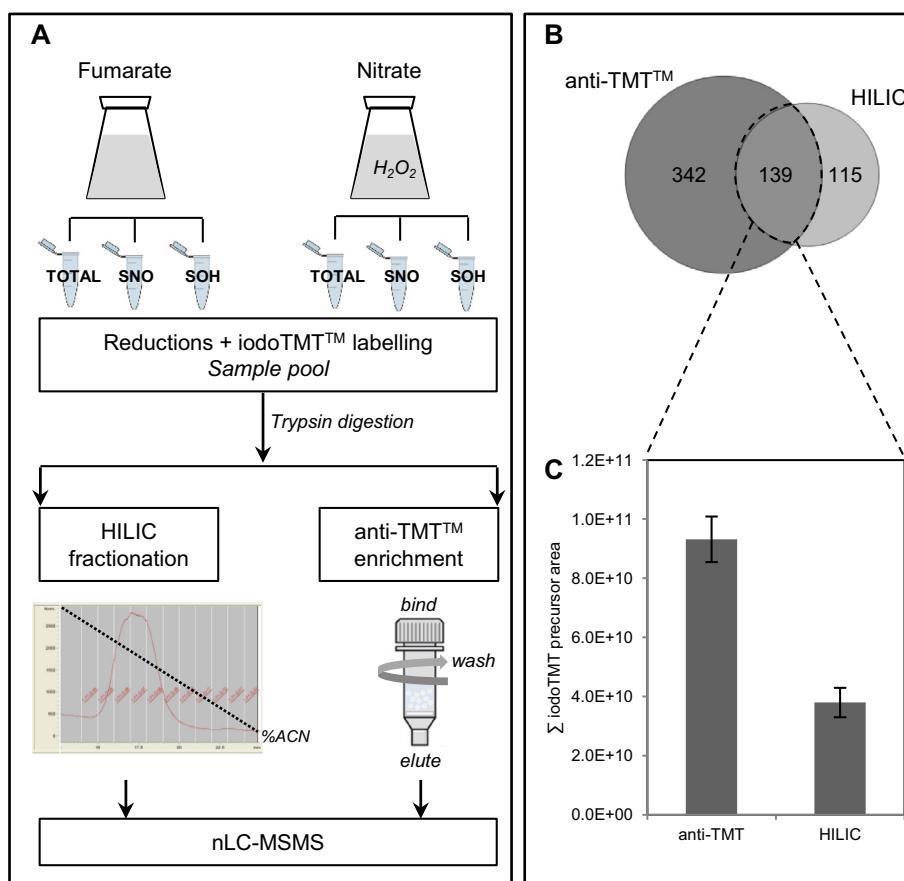 A
Fumarate
Nitrate
H₂O₂
TOTAL SNO SOH
TOTAL SNO SOH
Reductions + iodoTMT™ labelling
Sample pool
Trypsin digestion
HILIC
fractionation
anti-TMT™
enrichment
%ACN
bind
wash
elute
nLC-MSMS
B
anti-TMT™
HILIC
342
139
115
C
1.2E+11
1.0E+11
8.0E+10
6.0E+10
4.0E+10
2.0E+10
0.0E+00
∑ iodoTMT precursor area
anti-TMT
HILIC